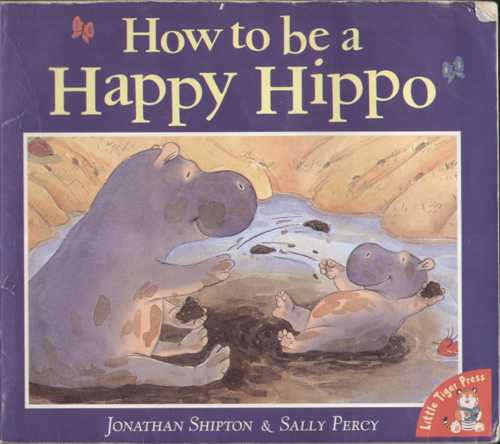 How to be a
Happy Hippo
JONATHAN SHIPTON & SALLY PERCY
Little Tiger Press